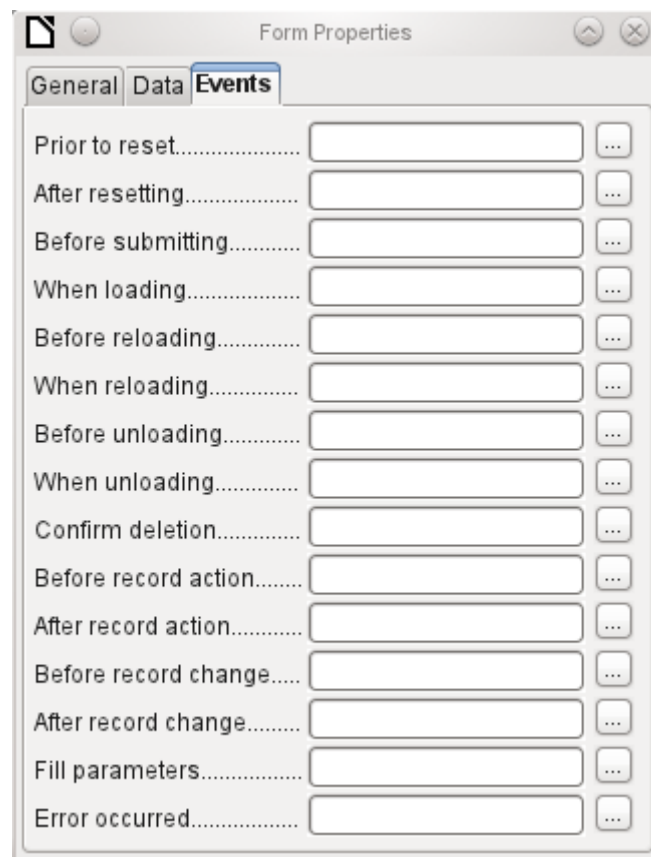 Form Properties
General Data Events
Prior to reset..................... ...
After resetting................... ...
Before submitting............ ...
When loading................... ...
Before reloading.............. ...
When reloading................ ...
Before unloading............. ...
When unloading............... ...
Confirm deletion.............. ...
Before record action........ ...
After record action............ ...
Before record change..... ...
After record change......... ...
Fill parameters................. ...
Error occurred.................. ...